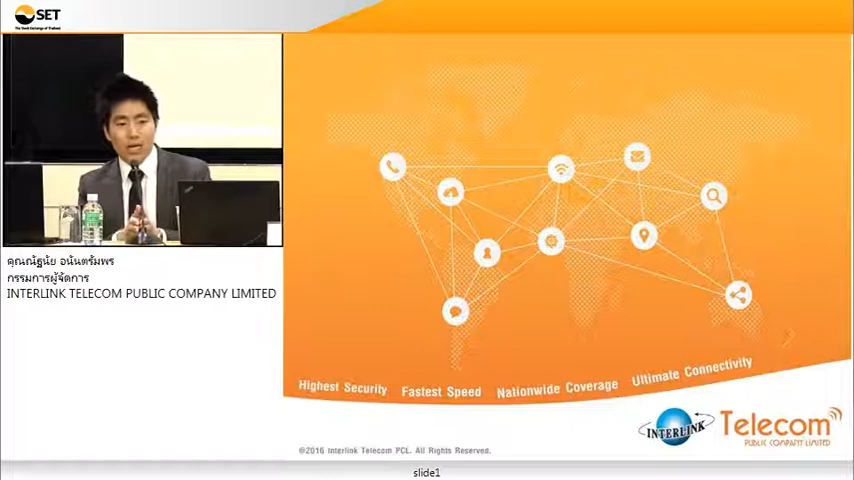 SET
The Stock Exchange of Thailand
คุณณัฐนัย อนันตรัมพร
กรรมการผู้จัดการ
INTERLINK TELECOM PUBLIC COMPANY LIMITED
Highest Security Fastest Speed Nationwide Coverage Ultimate Connectivity
INTERLINK Telecom
PUBLIC COMPANY LIMITED
©2016 Interlink Telecom PCL. All Rights Reserved.
slide1